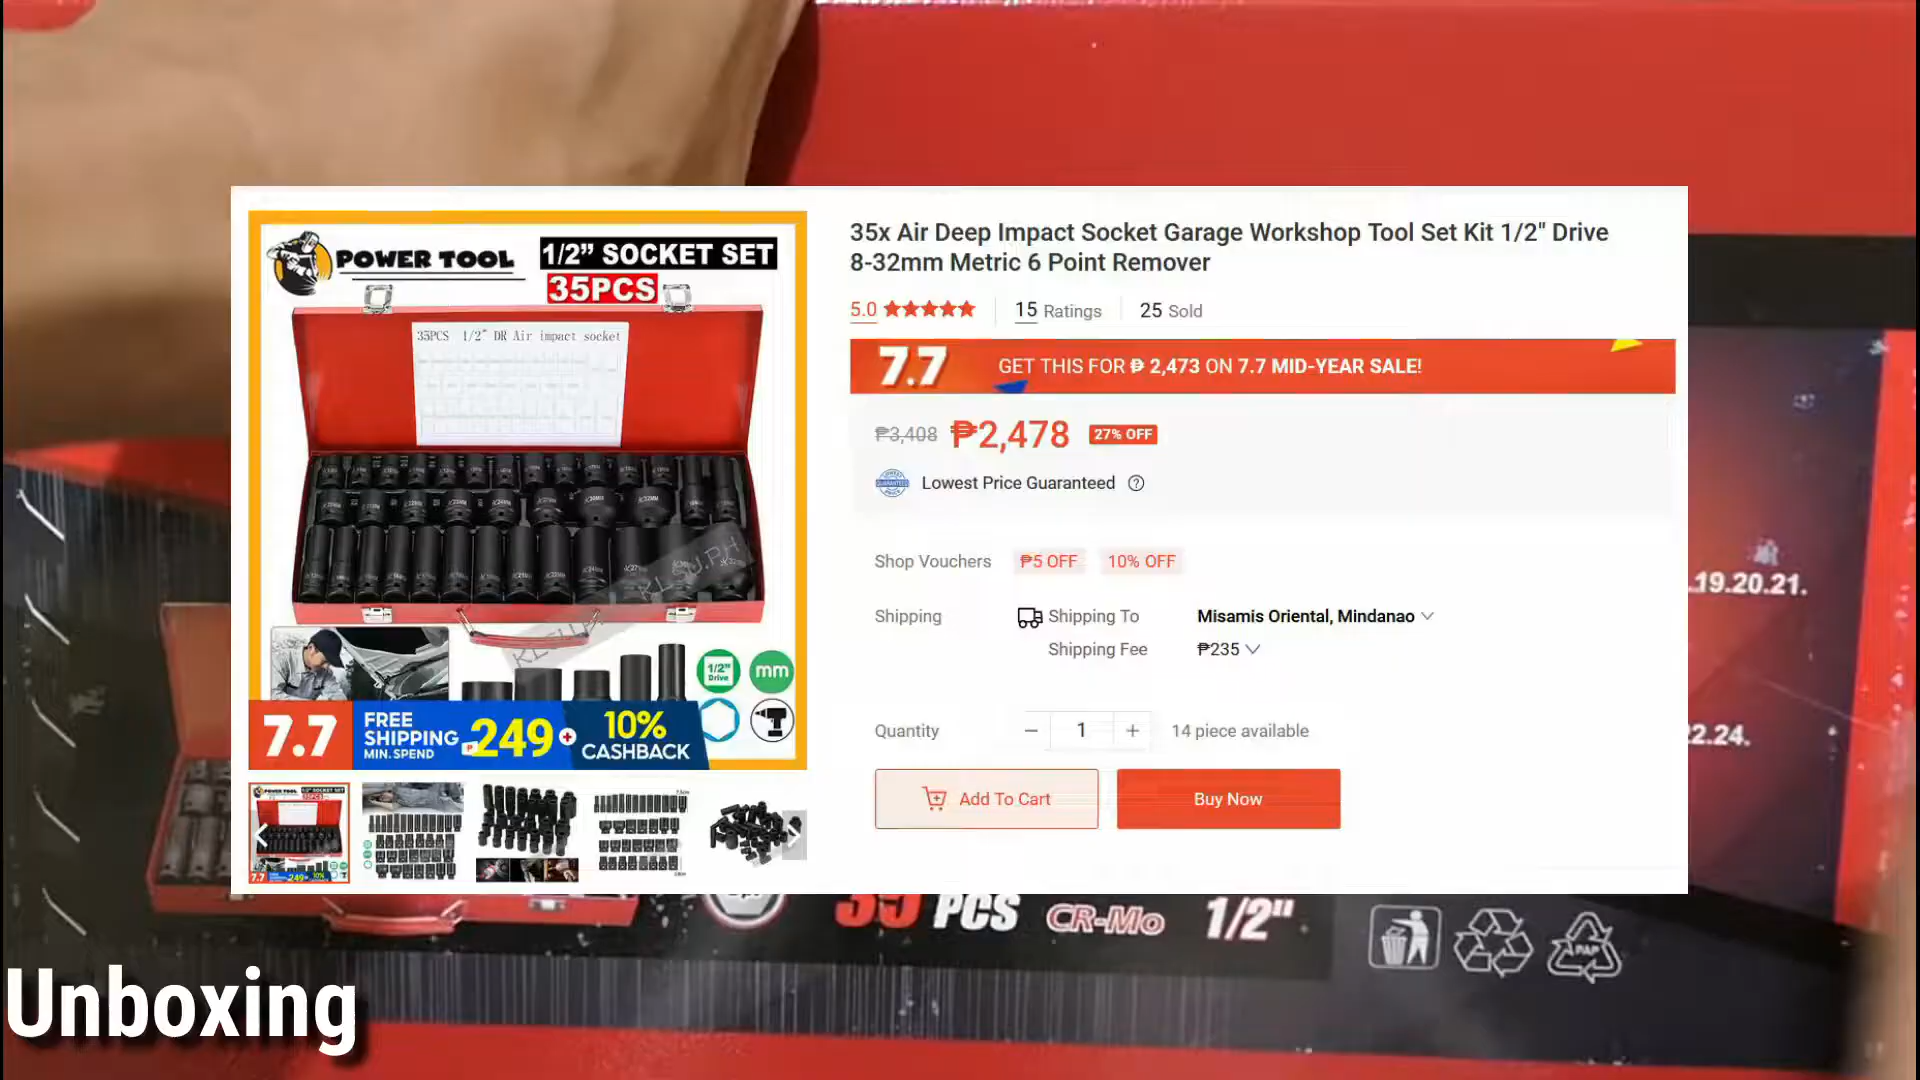 POWER TOOL
1/2” SOCKET SET
35PCS
35PCS 1/2" DR Air impact socket
KLSU.PH
1/2"
Drive
mm
7.7
FREE
SHIPPING
MIN. SPEND
₱249
+
10%
CASHBACK
35x Air Deep Impact Socket Garage Workshop Tool Set Kit 1/2" Drive
8-32mm Metric 6 Point Remover
5.0
15 Ratings
25 Sold
7.7
GET THIS FOR ₱ 2,473 ON 7.7 MID-YEAR SALE!
₱3,408 ₱2,478 27% OFF
Lowest Price Guaranteed ?
Shop Vouchers ₱5 OFF 10% OFF
Shipping Shipping To Misamis Oriental, Mindanao
Shipping Fee ₱235
Quantity − 1 + 14 piece available
Add To Cart Buy Now
.19.20.21.
22.24.
35 PCS CR-Mo 1/2"
PAP
Unboxing